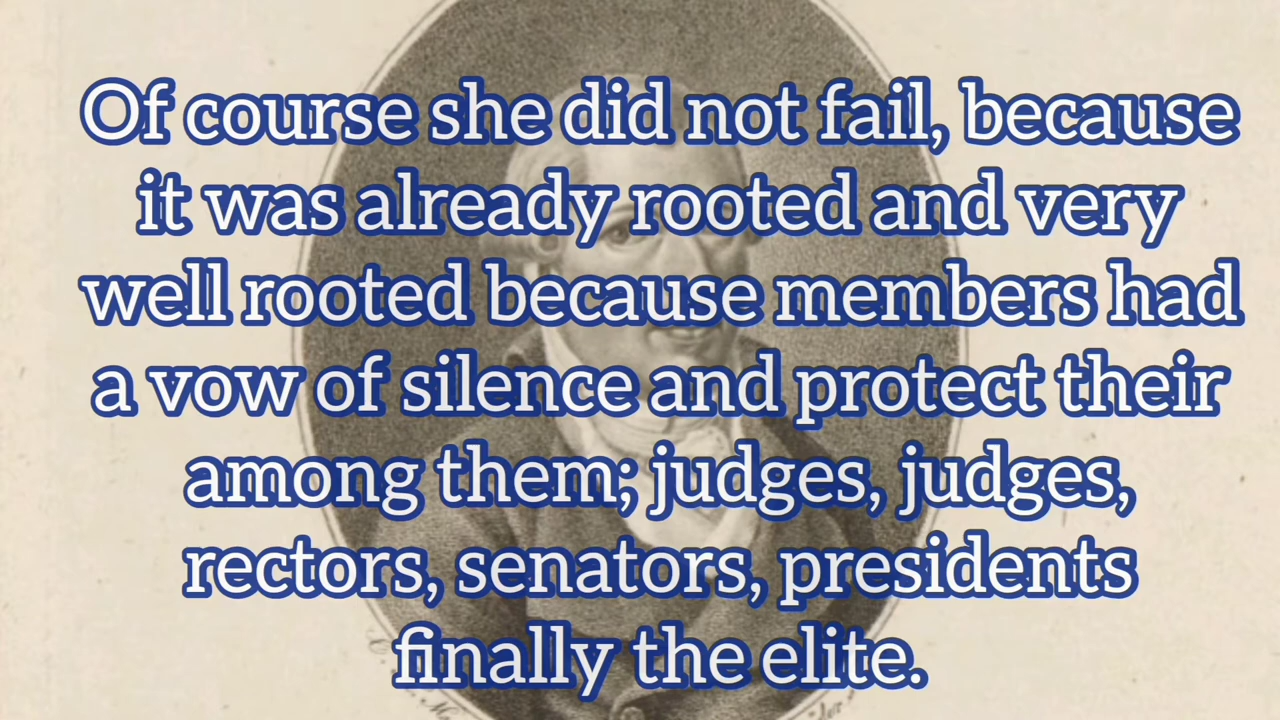 Of course she did not fail, because
it was already rooted and very
well rooted because members had
a vow of silence and protect their
among them; judges, judges,
rectors, senators, presidents
finally the elite.